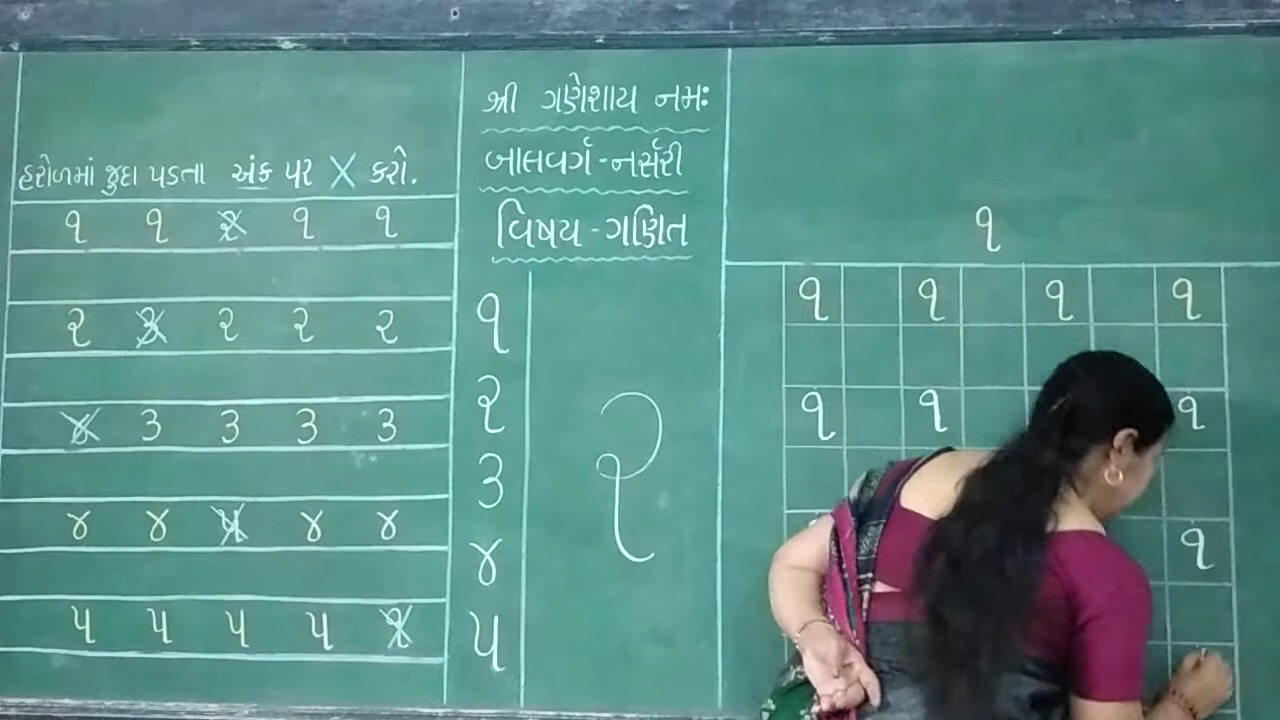 હરોળમાં જુદા પડતા અંક પર X કરો.
૧ ૧ ૨ ૧ ૧
૨ ૩ ૨ ૨ ૨
૪ ૩ ૩ ૩ ૩
૪ ૪ ૫ ૪ ૪
૫ ૫ ૫ ૫ ૧
શ્રી ગણેશાય નમઃ
બાલવર્ગ - નર્સરી
વિષય - ગણિત
૧
૨
૩
૪
૫
૧
૧
૧ ૧ ૧ ૧
૧ ૧ ૧
૧